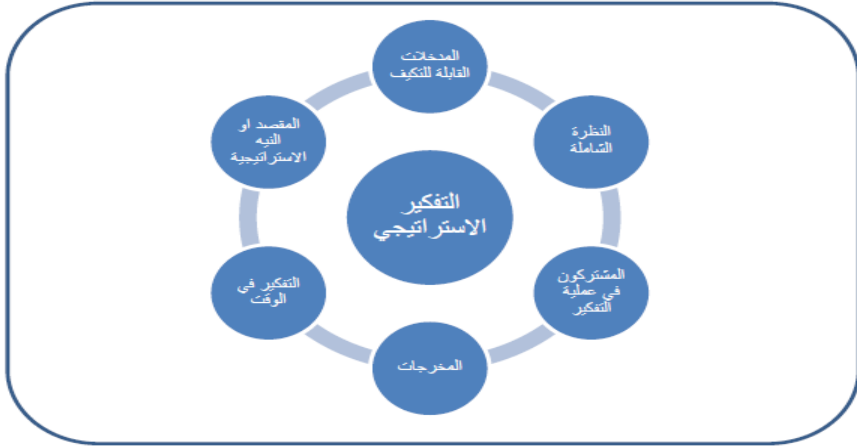 المدخلات
القابلة للتكيف
النظرة
الشاملة
المشتركون
في عملية
التفكير
المخرجات
التفكير في
الوقت
المقصد او
النيه
الاستراتيجية
التفكير
الاستراتيجي